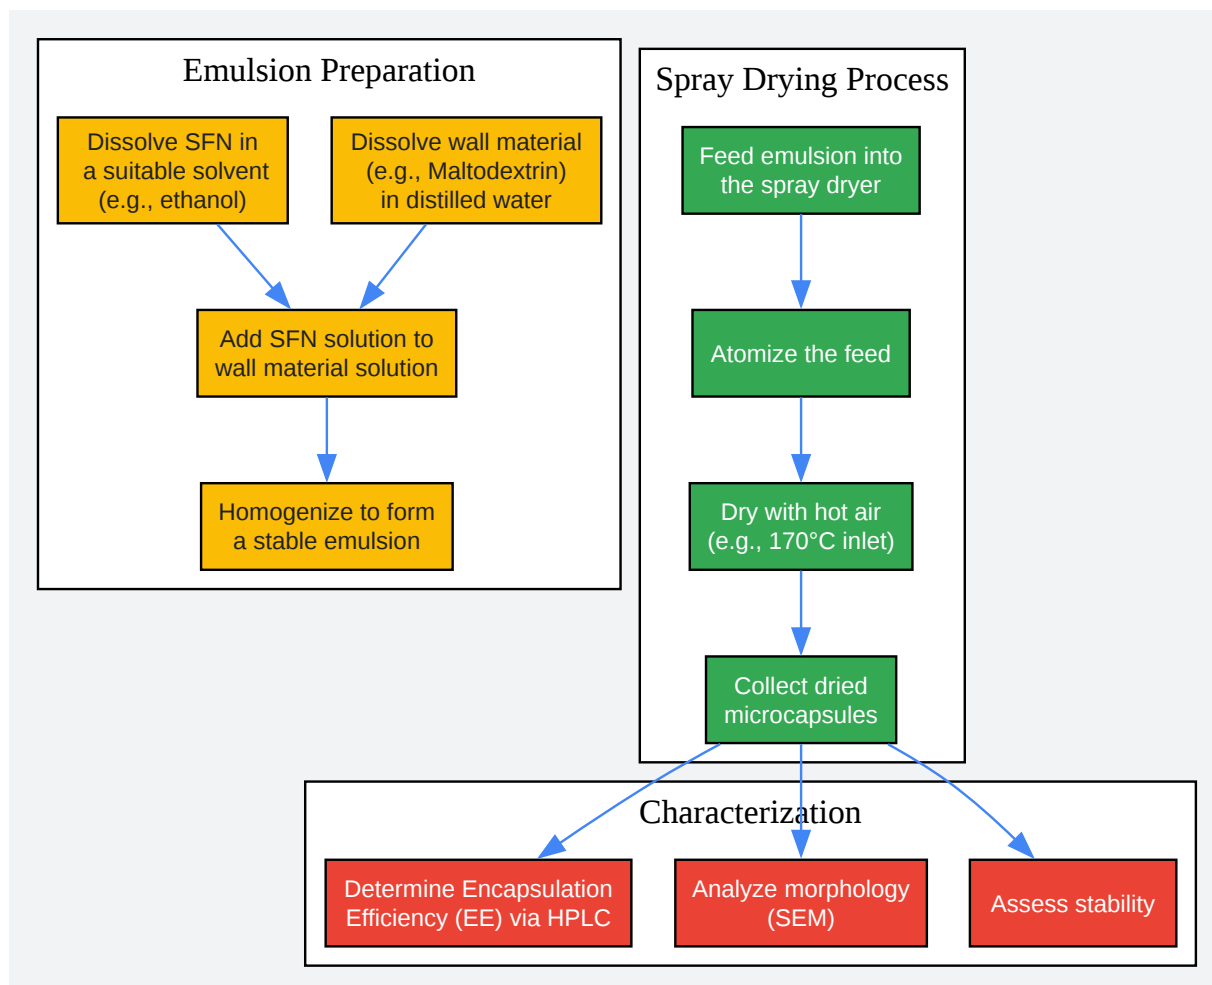 Emulsion Preparation
Dissolve SFN in
a suitable solvent
(e.g., ethanol)
Dissolve wall material
(e.g., Maltodextrin)
in distilled water
Add SFN solution to
wall material solution
Homogenize to form
a stable emulsion
Spray Drying Process
Feed emulsion into
the spray dryer
Atomize the feed
Dry with hot air
(e.g., 170°C inlet)
Collect dried
microcapsules
Characterization
Determine Encapsulation
Efficiency (EE) via HPLC
Analyze morphology
(SEM)
Assess stability